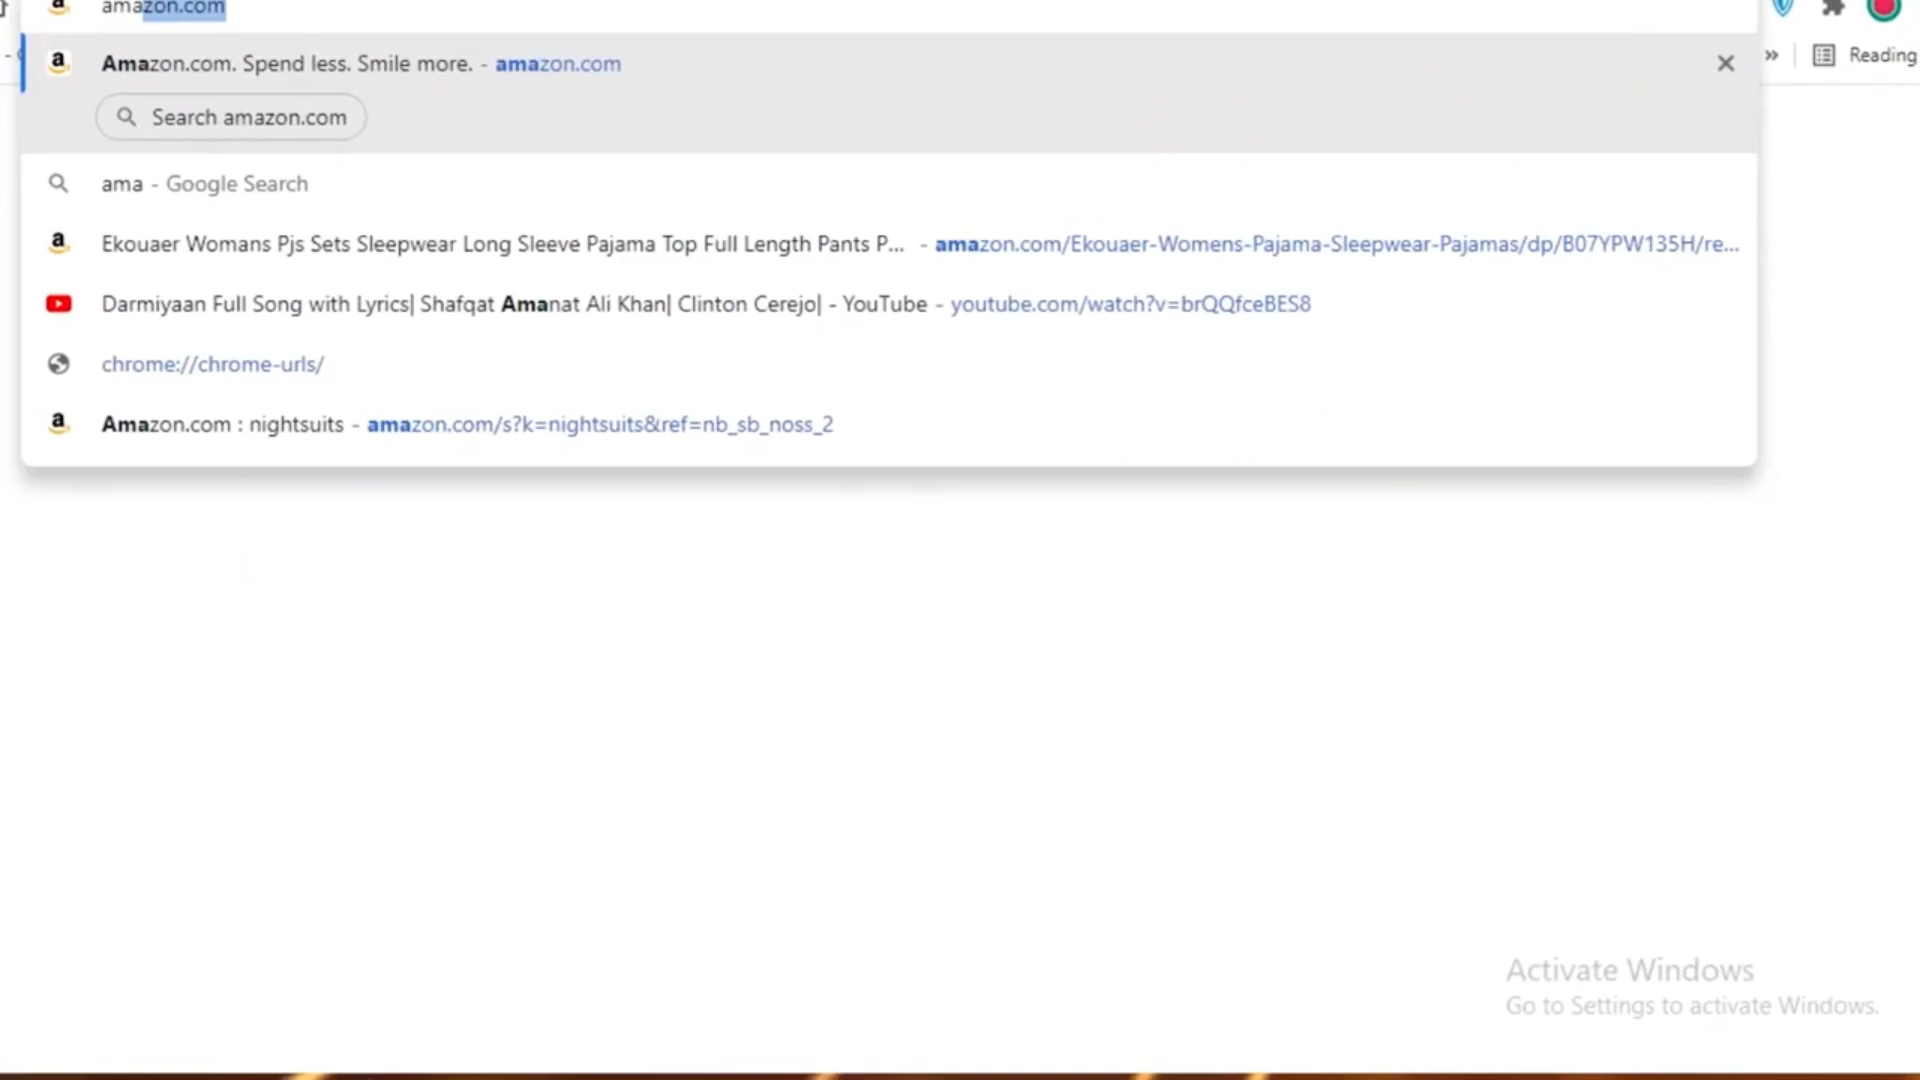 amazon.com
Amazon.com. Spend less. Smile more. - amazon.com
Reading
Search amazon.com
ama - Google Search
Ekouaer Womans Pjs Sets Sleepwear Long Sleeve Pajama Top Full Length Pants P... - amazon.com/Ekouaer-Womens-Pajama-Sleepwear-Pajamas/dp/B07YPW135H/re...
Darmiyaan Full Song with Lyrics| Shafqat Amanat Ali Khan| Clinton Cerejo| - YouTube - youtube.com/watch?v=brQQfceBES8
chrome://chrome-urls/
Amazon.com : nightsuits - amazon.com/s?k=nightsuits&ref=nb_sb_noss_2
Activate Windows
Go to Settings to activate Windows.